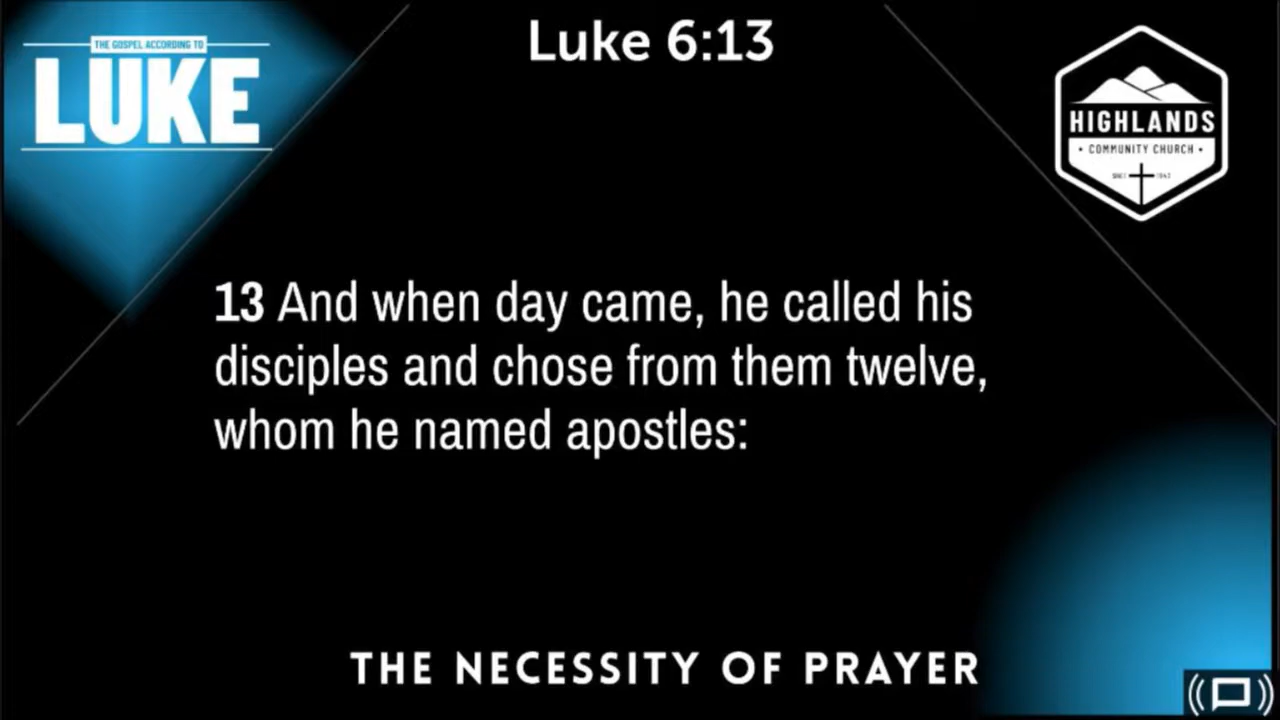 Luke 6:13
THE GOSPEL ACCORDING TO
LUKE
HIGHLANDS
• COMMUNITY CHURCH •
13 And when day came, he called his
disciples and chose from them twelve,
whom he named apostles:
THE NECESSITY OF PRAYER